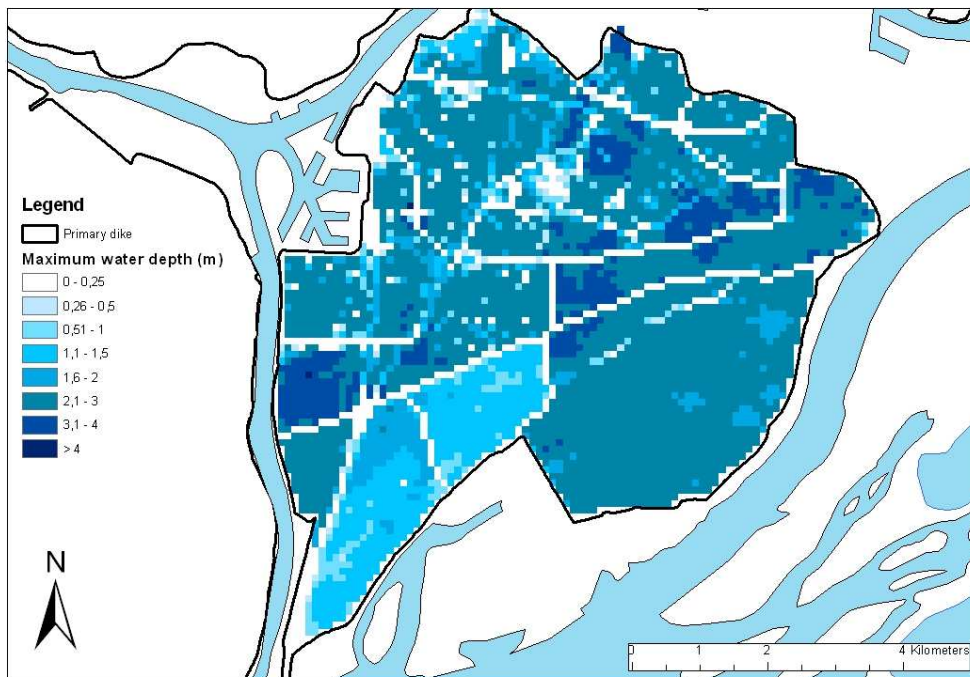 Legend
Primary dike
Maximum water depth (m)
0 - 0,25
0,26 - 0,5
0,51 - 1
1,1 - 1,5
1,6 - 2
2,1 - 3
3,1 - 4
> 4
N
0 1 2 4 Kilometers